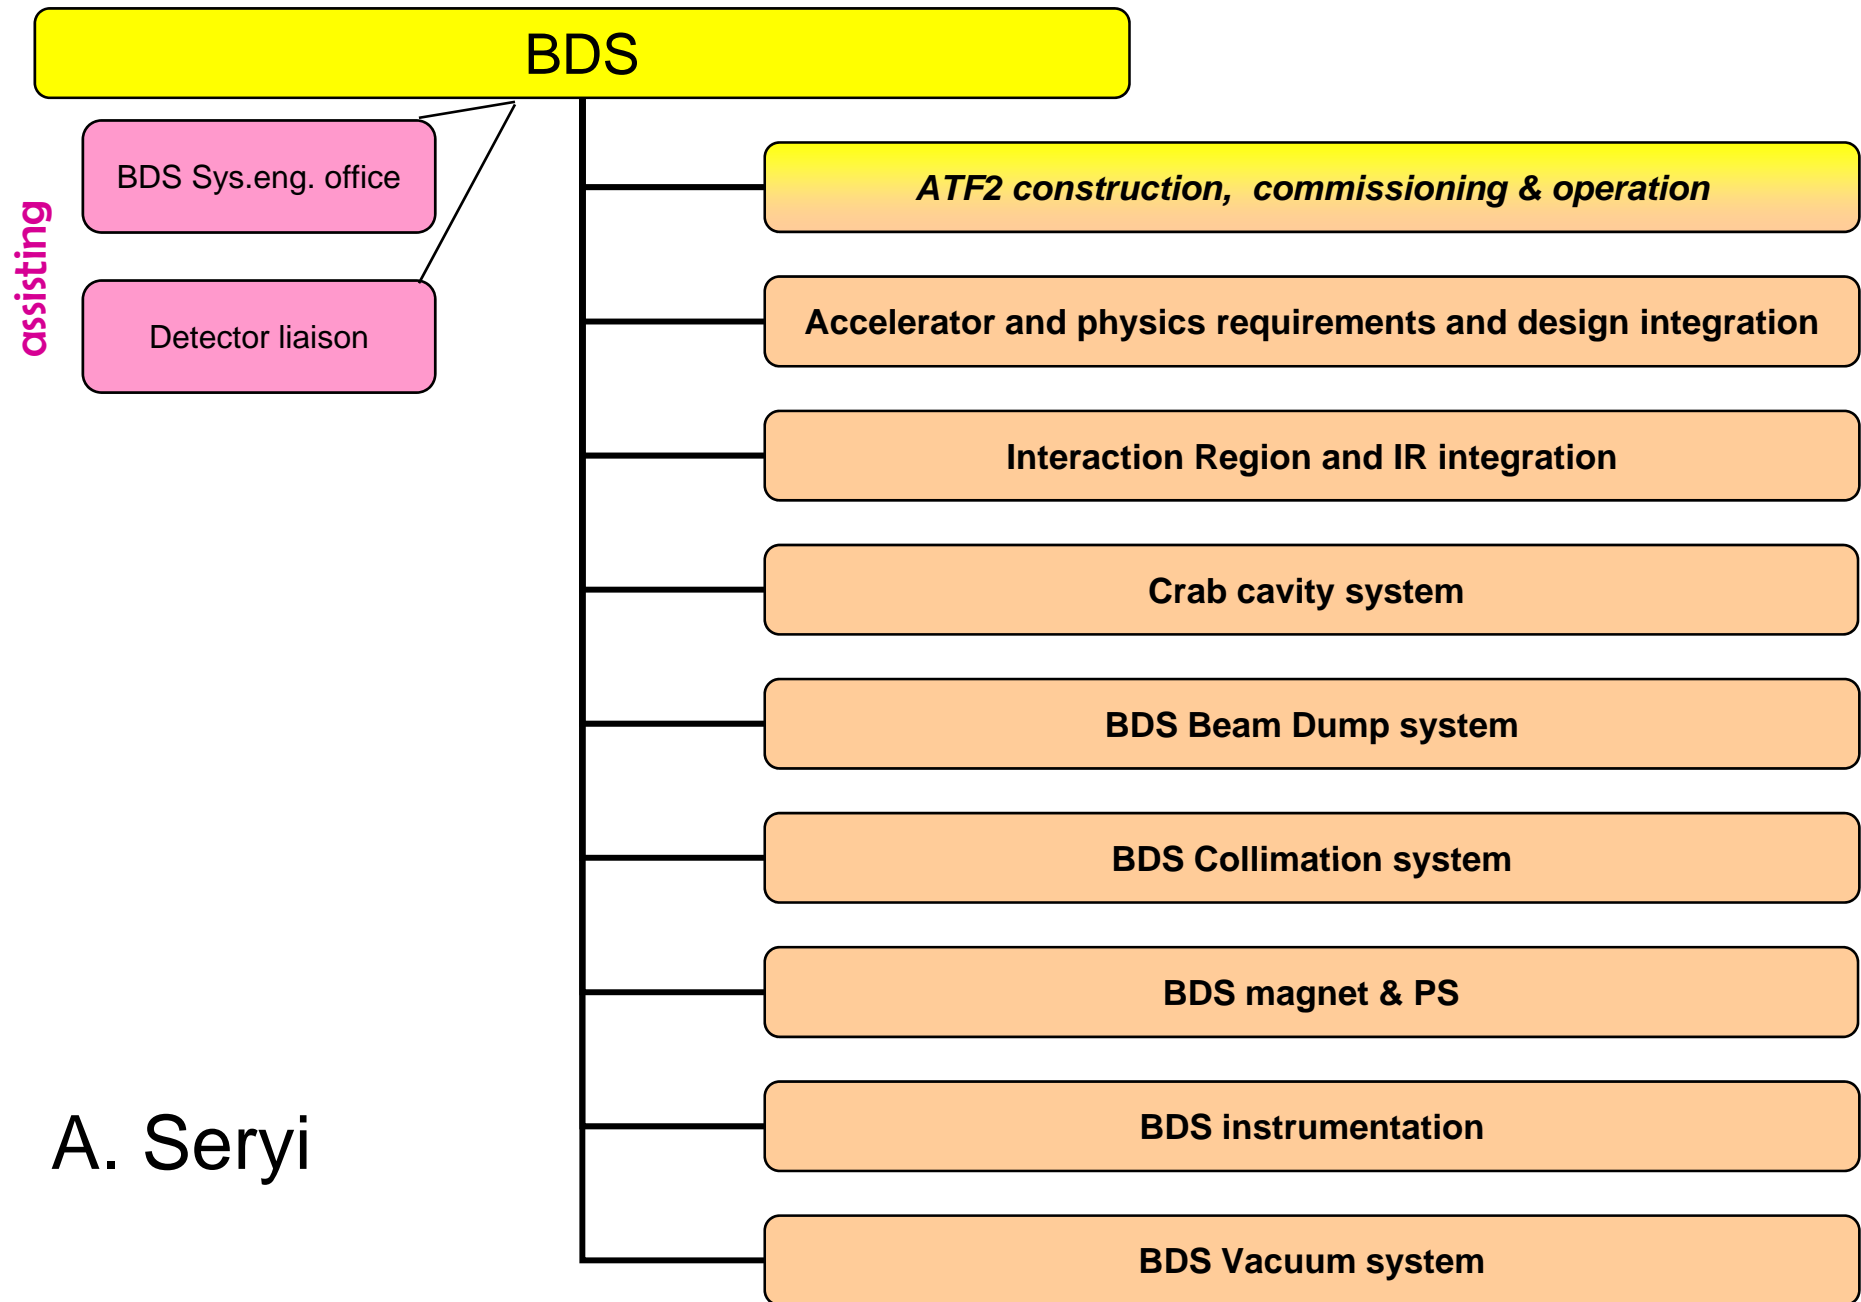 BDS
BDS Sys.eng. office
assisting
Detector liaison
ATF2 construction, commissioning & operation
Accelerator and physics requirements and design integration
Interaction Region and IR integration
Crab cavity system
BDS Beam Dump system
BDS Collimation system
BDS magnet & PS
BDS instrumentation
BDS Vacuum system
A. Seryi